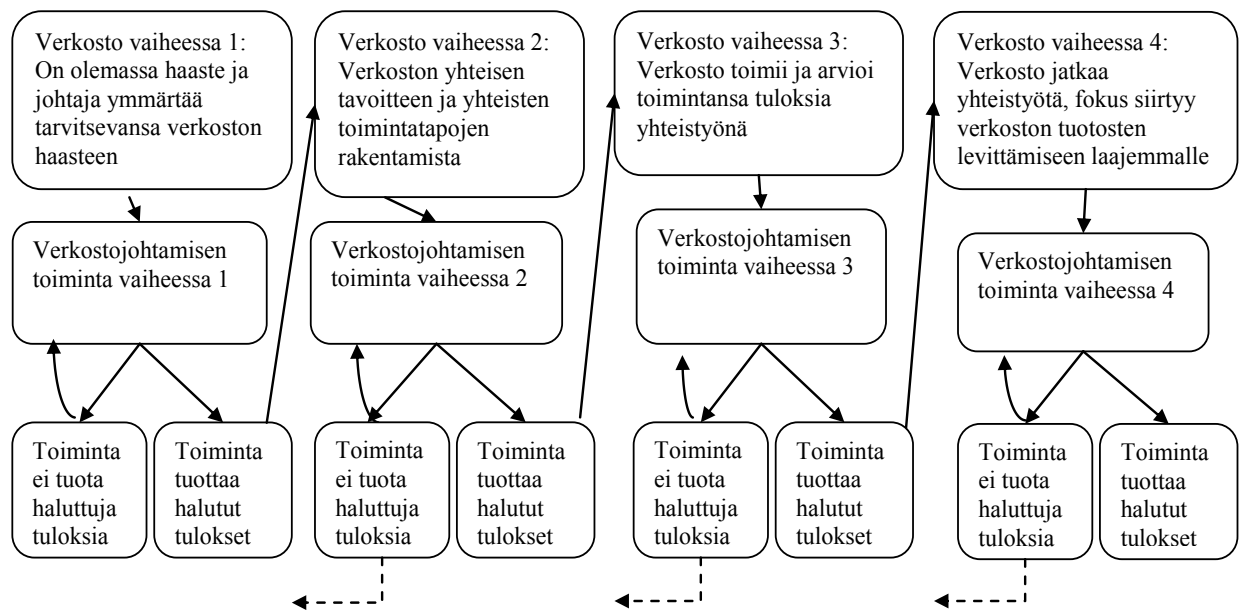 Verkosto vaiheessa 1:
On olemassa haaste ja
johtaja ymmärtää
tarvitsevansa verkoston
haasteen
Verkostojohtamisen
toiminta vaiheessa 1
Toiminta
ei tuota
haluttuja
tuloksia
Toiminta
tuottaa
halutut
tulokset
Verkosto vaiheessa 2:
Verkoston yhteisen
tavoitteen ja yhteisten
toimintatapojen
rakentamista
Verkostojohtamisen
toiminta vaiheessa 2
Toiminta
ei tuota
haluttuja
tuloksia
Toiminta
tuottaa
halutut
tulokset
Verkosto vaiheessa 3:
Verkosto toimii ja arvioi
toimintansa tuloksia
yhteistyönä
Verkostojohtamisen
toiminta vaiheessa 3
Toiminta
ei tuota
haluttuja
tuloksia
Toiminta
tuottaa
halutut
tulokset
Verkosto vaiheessa 4:
Verkosto jatkaa
yhteistyötä, fokus siirtyy
verkoston tuotosten
levittämiseen laajemmalle
Verkostojohtamisen
toiminta vaiheessa 4
Toiminta
ei tuota
haluttuja
tuloksia
Toiminta
tuottaa
halutut
tulokset